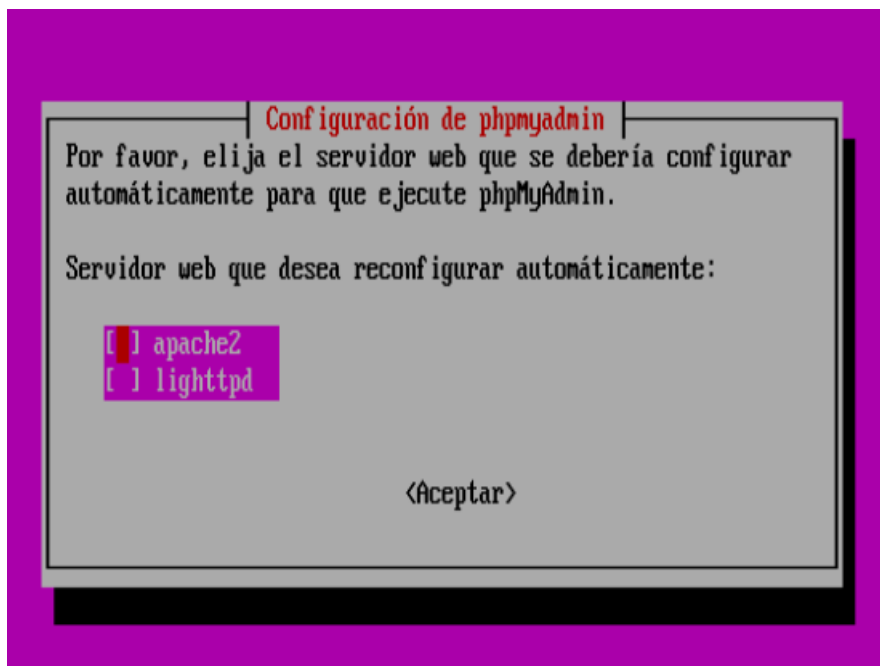 Configuración de phpmyadmin
Por favor, elija el servidor web que se debería configurar
automáticamente para que ejecute phpMyAdmin.
Servidor web que desea reconfigurar automáticamente:
[ ] apache2
[ ] lighttpd
<Aceptar>